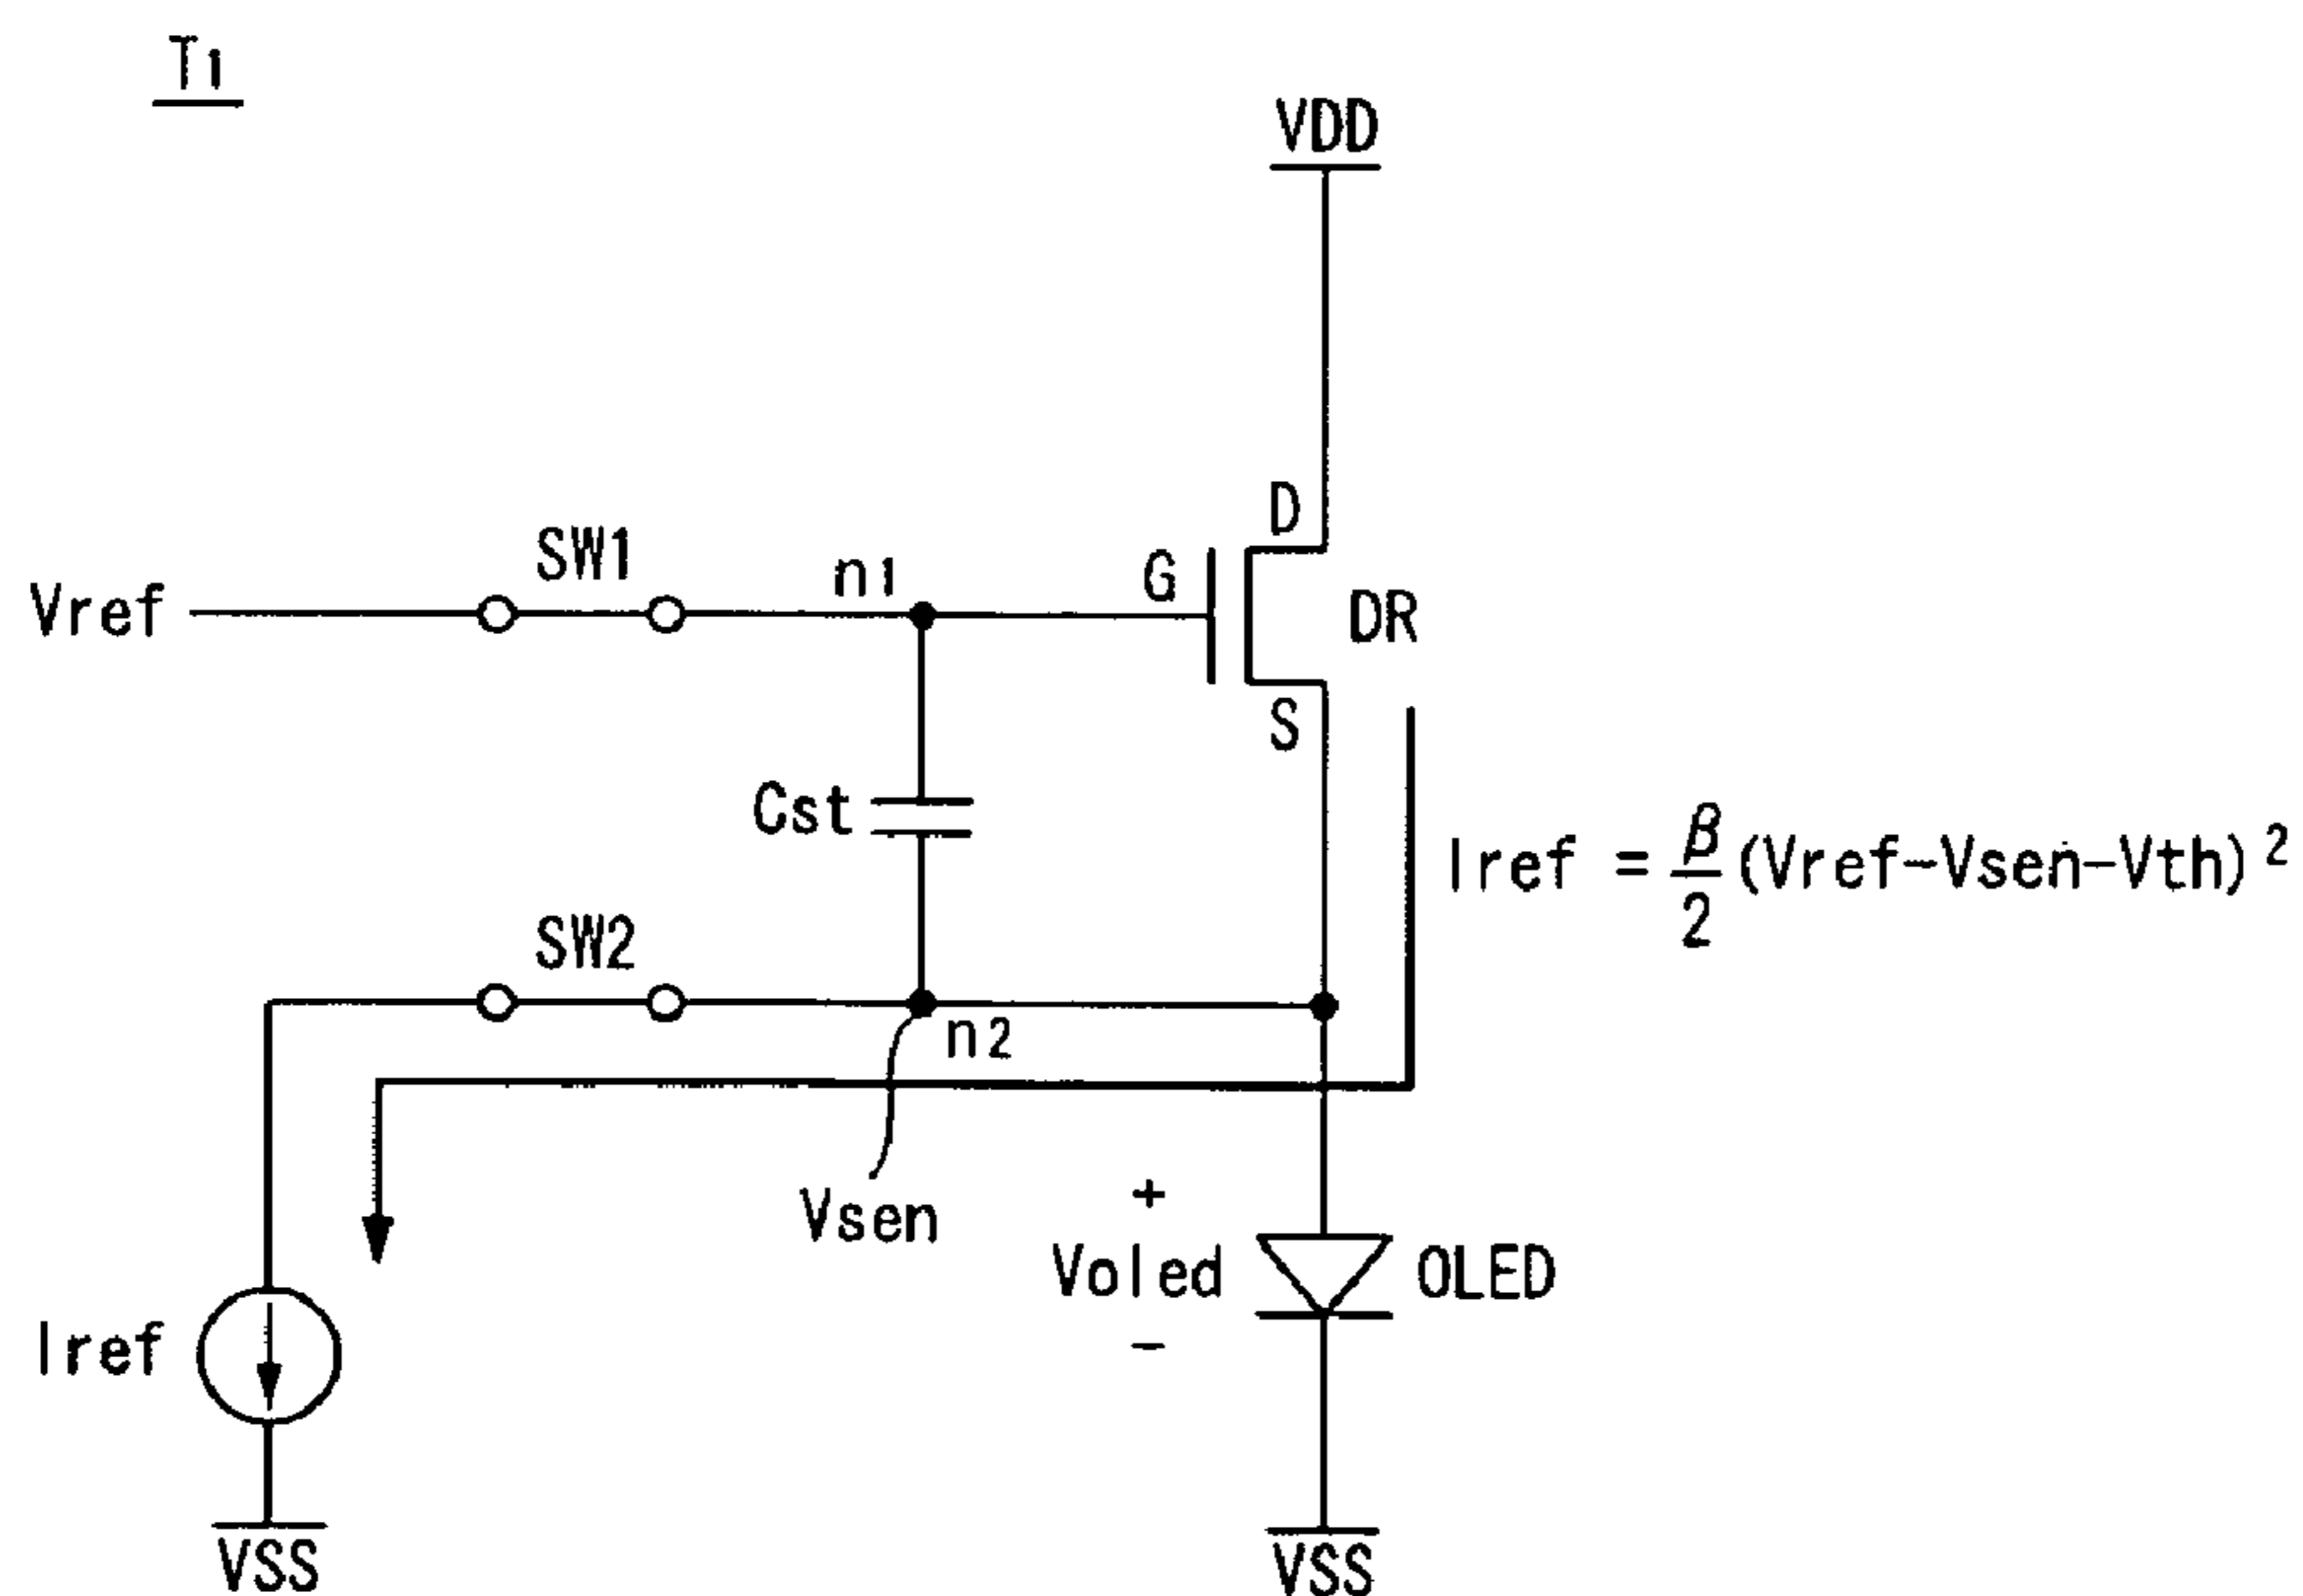 Ti
VDD
D
SW1
n1
G
Vref
DR
S
Cst
Iref = β/2 (Vref-Vsen-Vth)²
SW2
n2
Vsen
+
Voled
OLED
−
Iref
VSS
VSS